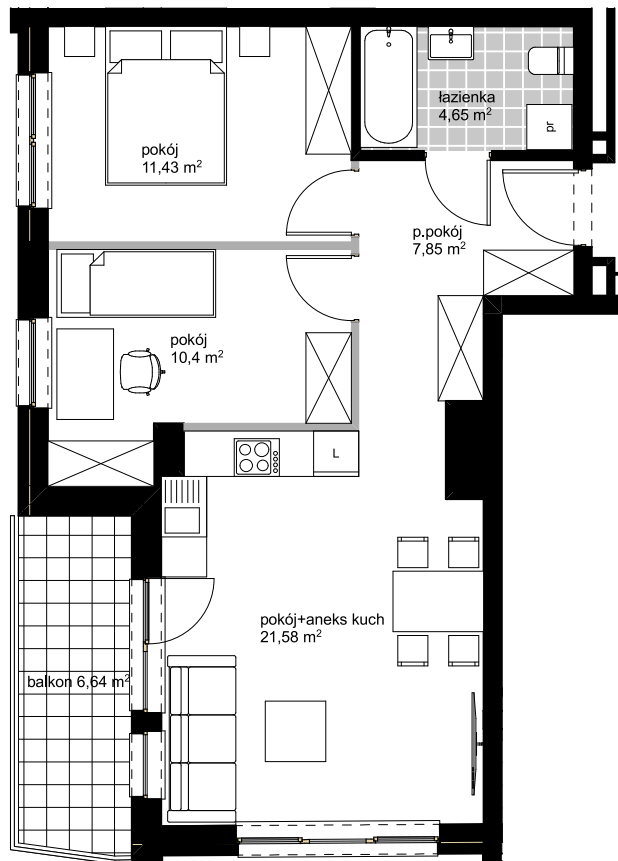 łazienka
4,65 m²
pr
pokój
11,43 m²
p.pokój
7,85 m²
pokój
10,4 m²
L
pokój+aneks kuch
21,58 m²
balkon 6,64 m²